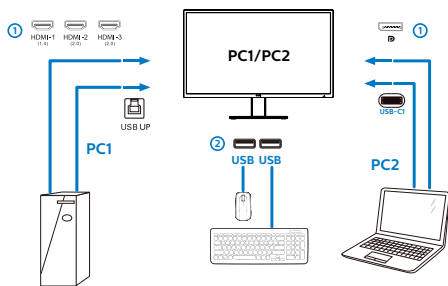 1
HDMI-1 HDMI-2 HDMI-3
(1.4) (2.0) (2.0)
1
PC1/PC2
USB UP
USB-C1
PC1
2
USB USB
PC2